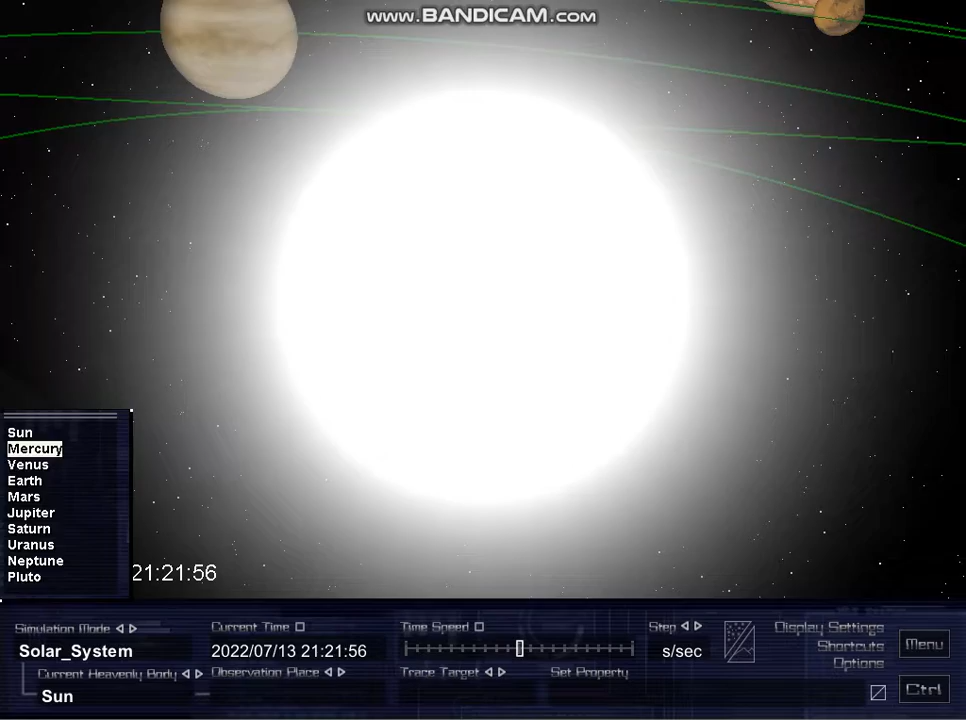 www.BANDICAM.com
Sun
Mercury
Venus
Earth
Mars
Jupiter
Saturn
Uranus
Neptune
Pluto
21:21:56
Simulation Mode
Current Time
Time Speed
Step
Display Settings
Solar_System
2022/07/13 21:21:56
s/sec
Shortcuts
Menu
Options
Current Heavenly Body
Observation Place
Trace Target
Set Property
Sun
Ctrl